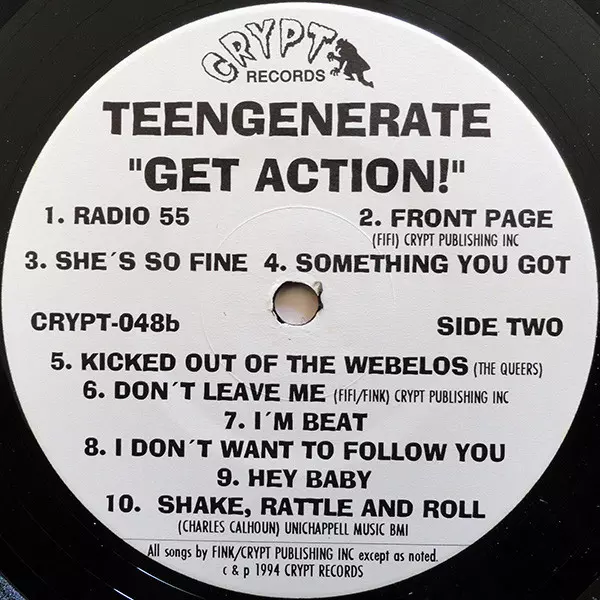 CRYPT
RECORDS
TEENGENERATE
"GET ACTION!"
1. RADIO 55 2. FRONT PAGE
(FIFI) CRYPT PUBLISHING INC
3. SHE´S SO FINE 4. SOMETHING YOU GOT
CRYPT-048b SIDE TWO
5. KICKED OUT OF THE WEBELOS (THE QUEERS)
6. DON´T LEAVE ME (FIFI/FINK) CRYPT PUBLISHING INC
7. I´M BEAT
8. I DON´T WANT TO FOLLOW YOU
9. HEY BABY
10. SHAKE, RATTLE AND ROLL
(CHARLES CALHOUN) UNICHAPPELL MUSIC BMI
All songs by FINK/CRYPT PUBLISHING INC except as noted.
c & p 1994 CRYPT RECORDS